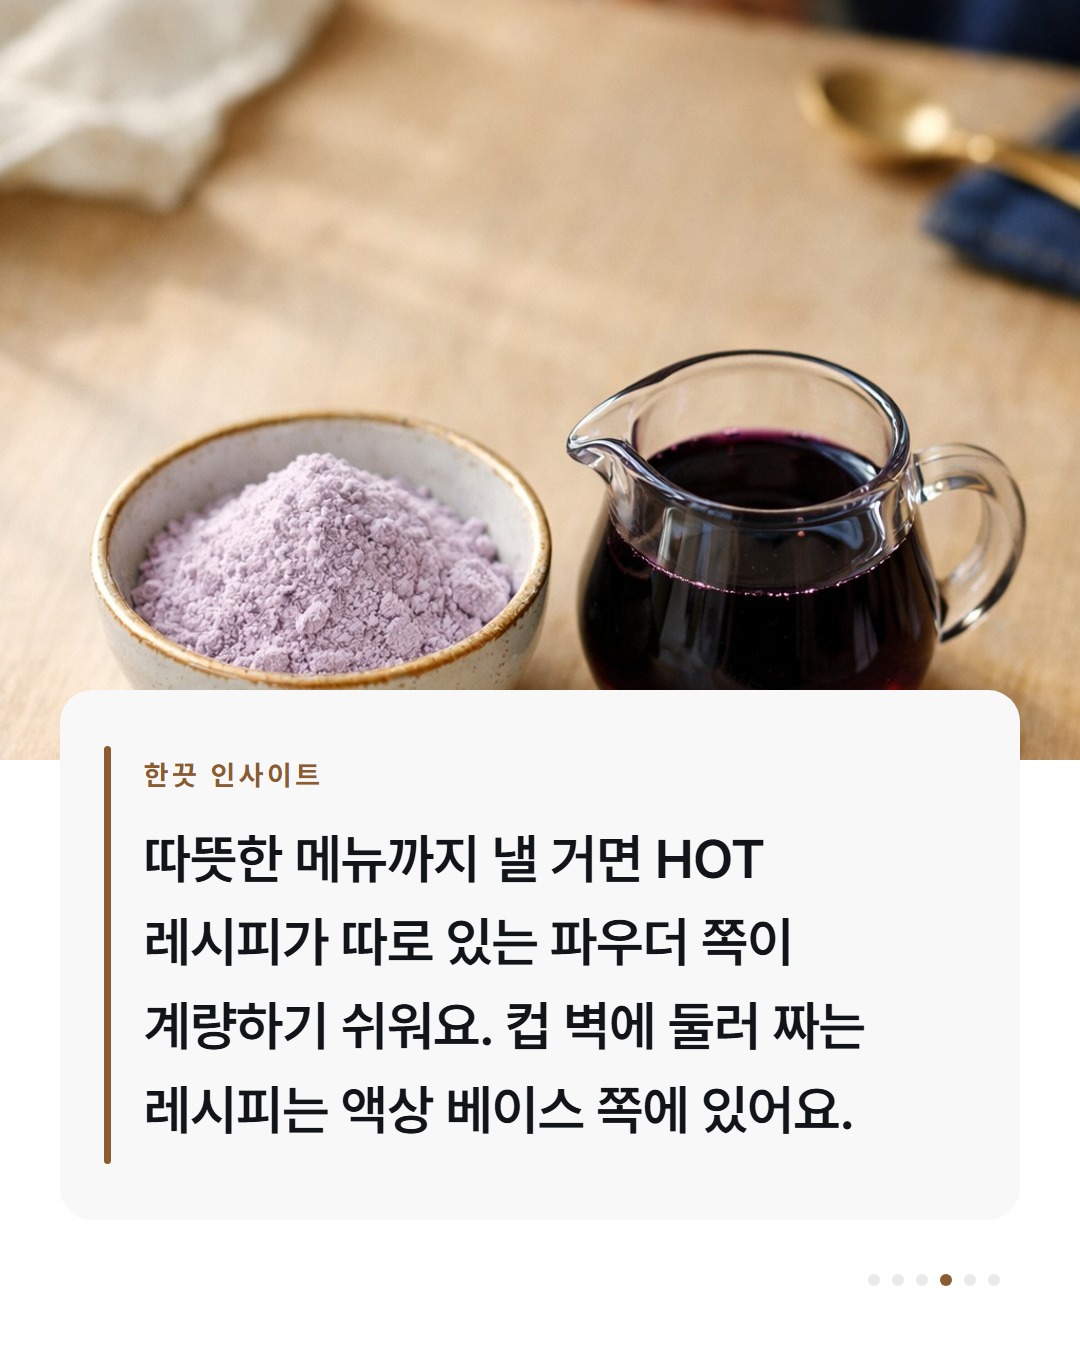 한끗 인사이트
따뜻한 메뉴까지 낼 거면 HOT
레시피가 따로 있는 파우더 쪽이
계량하기 쉬워요. 컵 벽에 둘러 짜는
레시피는 액상 베이스 쪽에 있어요.